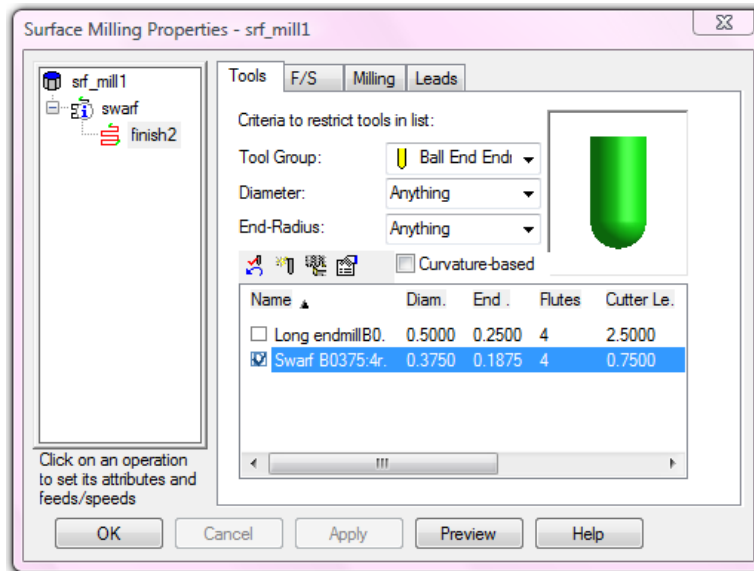 Surface Milling Properties - srf_mill1
srf_mill1
swarf
finish2
Click on an operation
to set its attributes and
feeds/speeds
Tools F/S Milling Leads
Criteria to restrict tools in list:
Tool Group: Ball End Endi
Diameter: Anything
End-Radius: Anything
Curvature-based
Name Diam. End . Flutes Cutter Le.
Long endmillB0. 0.5000 0.2500 4 2.5000
Swarf B0375:4r. 0.3750 0.1875 4 0.7500
OK Cancel Apply Preview Help